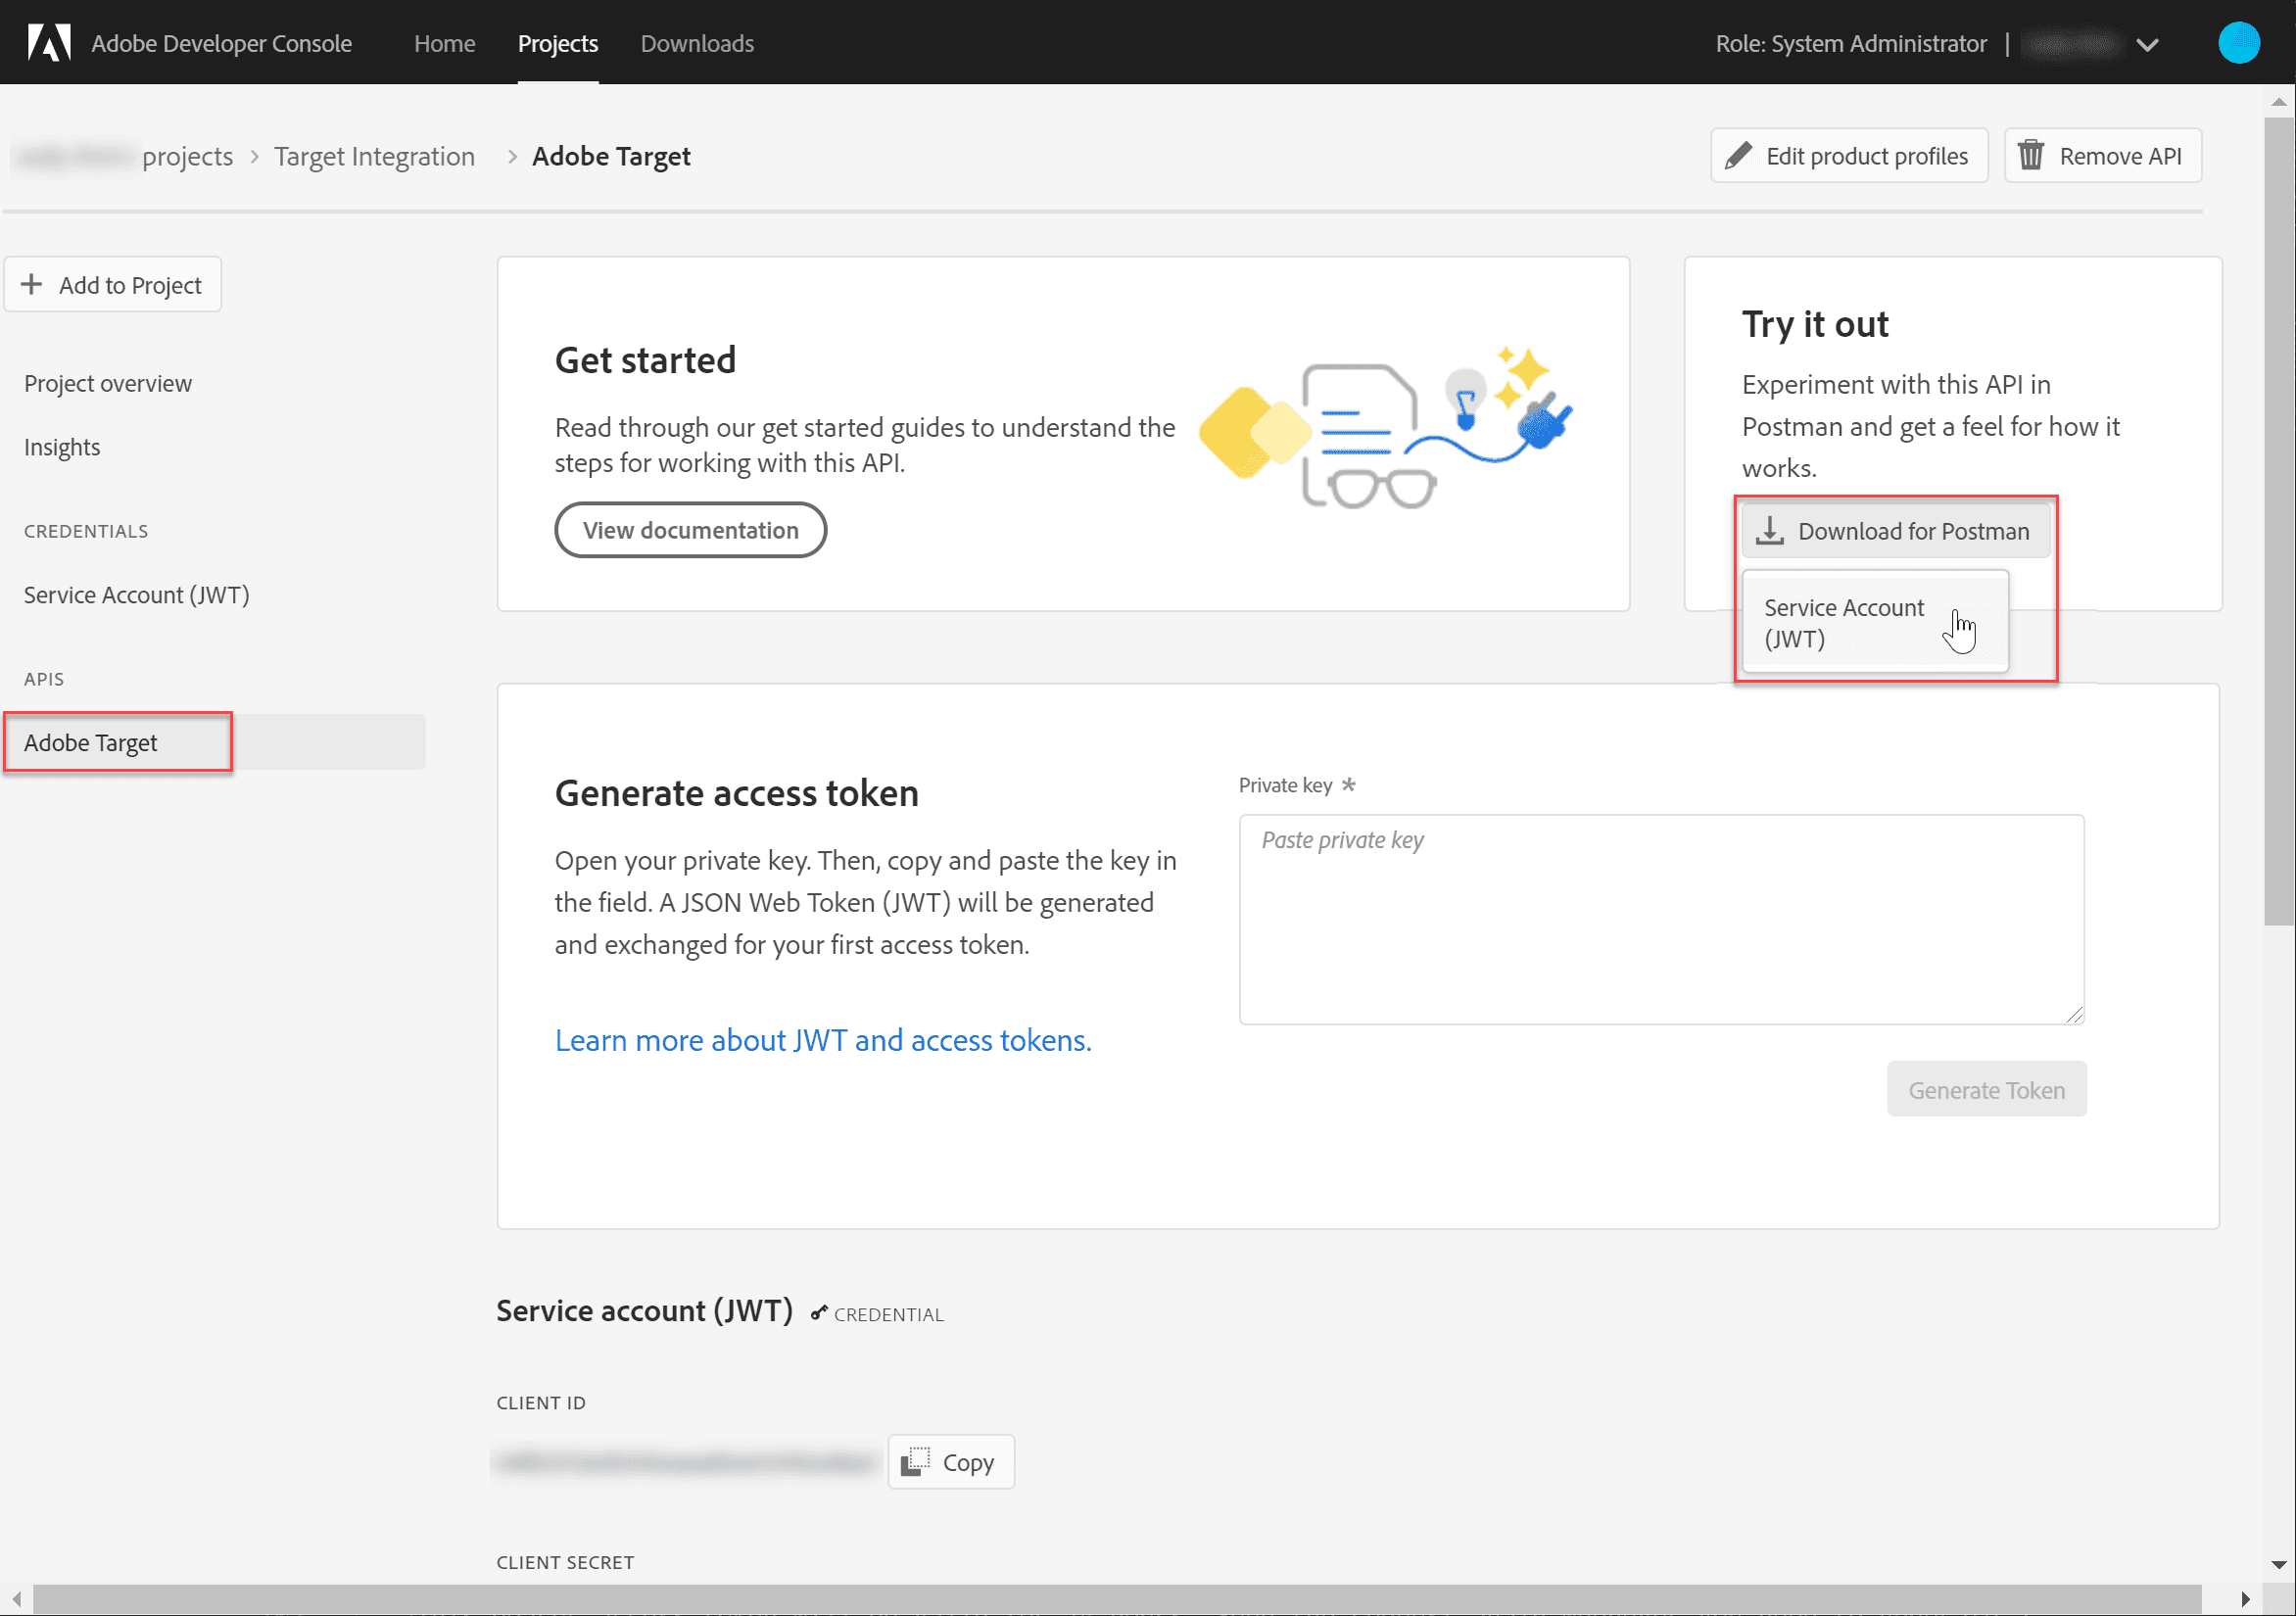 Adobe Developer Console
Home
Projects
Downloads
Role: System Administrator |
projects > Target Integration > Adobe Target
Edit product profiles
Remove API
+ Add to Project
Project overview
Insights
CREDENTIALS
Service Account (JWT)
APIS
Adobe Target
Get started
Read through our get started guides to understand the
steps for working with this API.
View documentation
Try it out
Experiment with this API in
Postman and get a feel for how it
works.
Download for Postman
Service Account
(JWT)
Generate access token
Open your private key. Then, copy and paste the key in
the field. A JSON Web Token (JWT) will be generated
and exchanged for your first access token.
Learn more about JWT and access tokens.
Private key *
Paste private key
Generate Token
Service account (JWT) CREDENTIAL
CLIENT ID
Copy
CLIENT SECRET